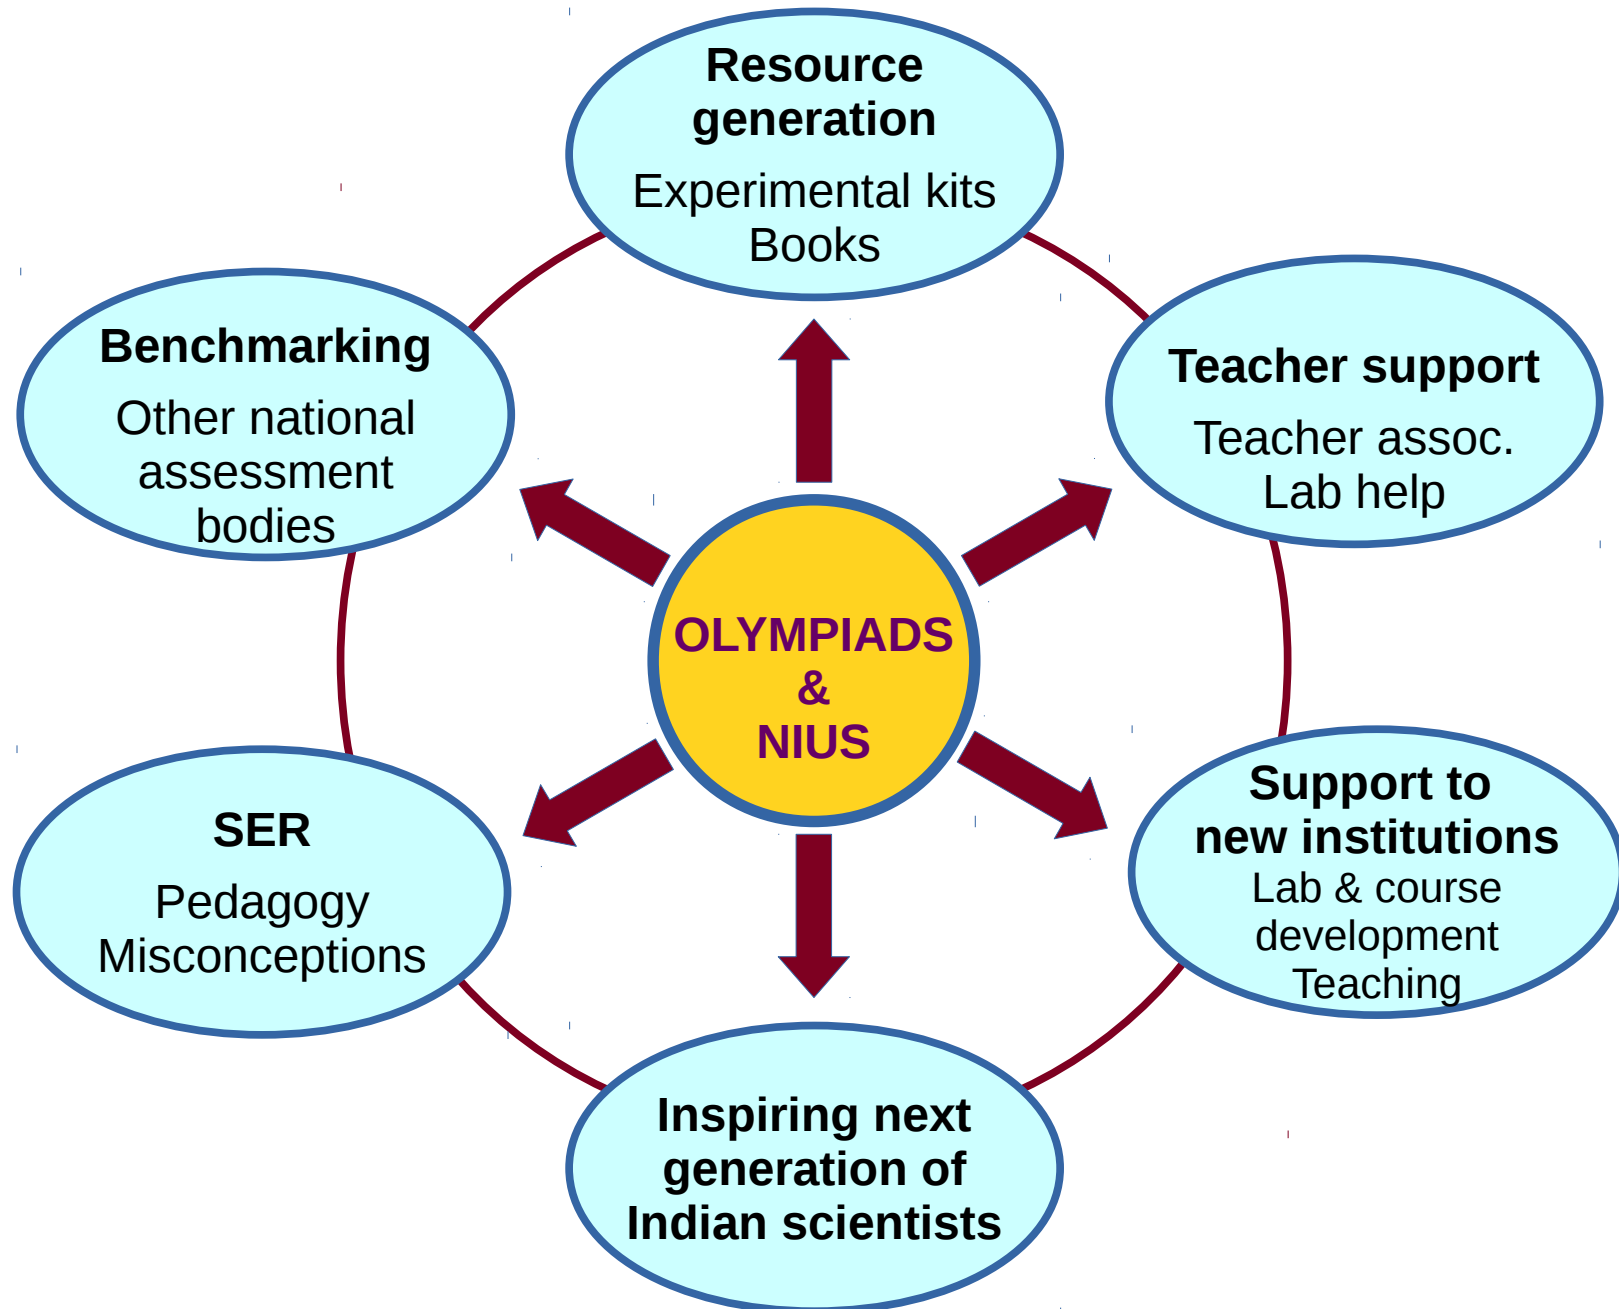 Resource
generation
Experimental kits
Books
Benchmarking
Other national
assessment
bodies
Teacher support
Teacher assoc.
Lab help
OLYMPIADS
&
NIUS
SER
Pedagogy
Misconceptions
Support to
new institutions
Lab & course
development
Teaching
Inspiring next
generation of
Indian scientists